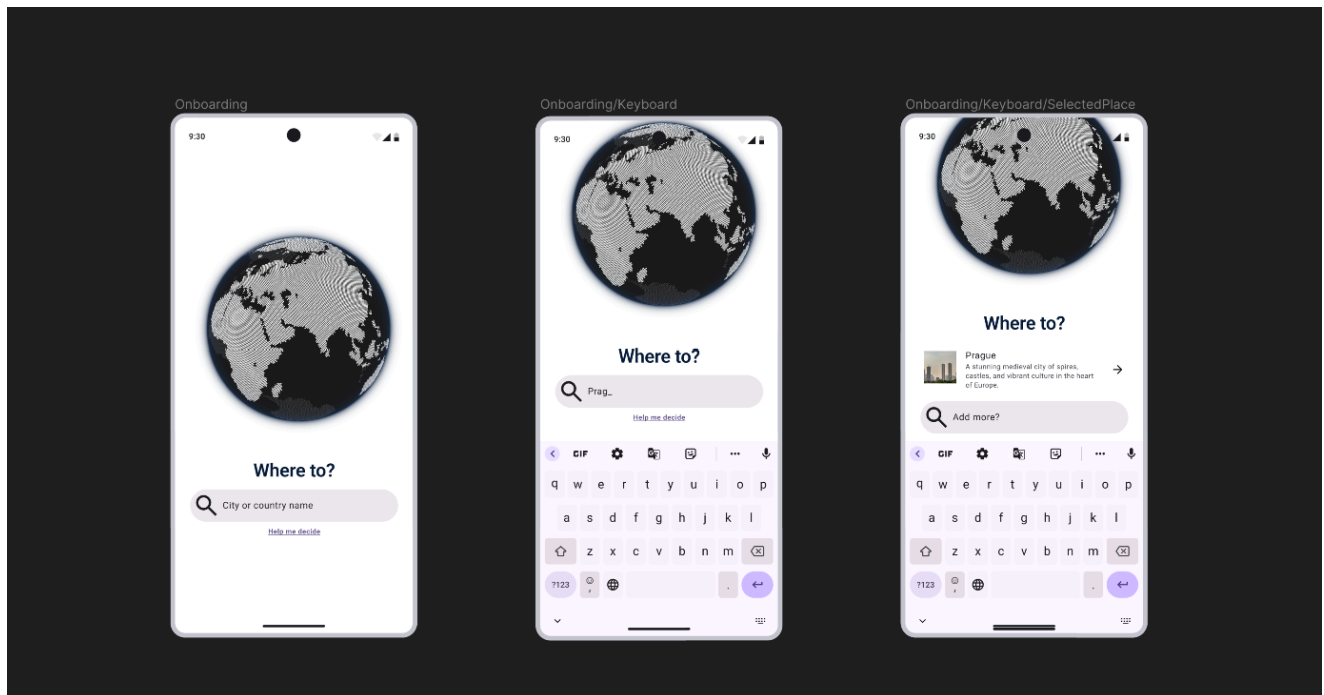 Onboarding
9:30
Where to?
City or country name
Help me decide
Onboarding/Keyboard
9:30
Where to?
Prag_
Help me decide
GIF
q w e r t y u i o p
a s d f g h j k l
z x c v b n m
?123 , .
Onboarding/Keyboard/SelectedPlace
9:30
Where to?
Prague
A stunning medieval city of spires,
castles, and vibrant culture in the heart
of Europe.
Add more?
GIF
q w e r t y u i o p
a s d f g h j k l
z x c v b n m
?123 , .